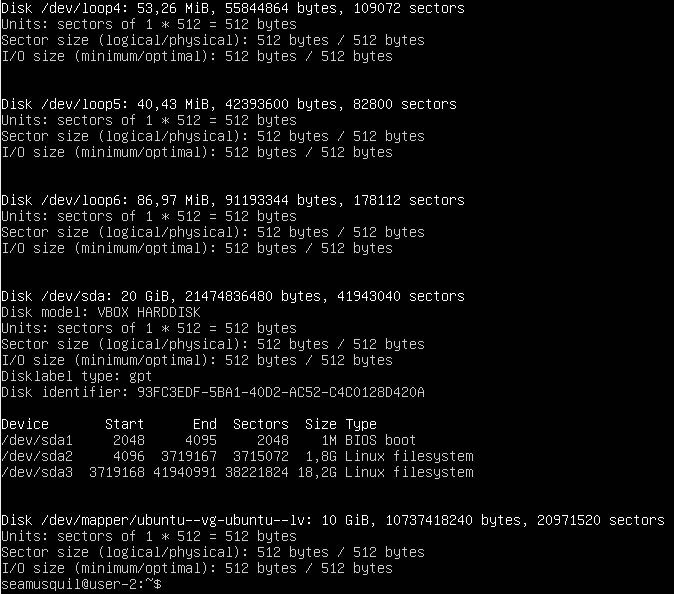 Disk /dev/loop4: 53,26 MiB, 55844864 bytes, 109072 sectors
Units: sectors of 1 * 512 = 512 bytes
Sector size (logical/physical): 512 bytes / 512 bytes
I/O size (minimum/optimal): 512 bytes / 512 bytes
Disk /dev/loop5: 40,43 MiB, 42393600 bytes, 82800 sectors
Units: sectors of 1 * 512 = 512 bytes
Sector size (logical/physical): 512 bytes / 512 bytes
I/O size (minimum/optimal): 512 bytes / 512 bytes
Disk /dev/loop6: 86,97 MiB, 91193344 bytes, 178112 sectors
Units: sectors of 1 * 512 = 512 bytes
Sector size (logical/physical): 512 bytes / 512 bytes
I/O size (minimum/optimal): 512 bytes / 512 bytes
Disk /dev/sda: 20 GiB, 21474836480 bytes, 41943040 sectors
Disk model: VBOX HARDDISK
Units: sectors of 1 * 512 = 512 bytes
Sector size (logical/physical): 512 bytes / 512 bytes
I/O size (minimum/optimal): 512 bytes / 512 bytes
Disklabel type: gpt
Disk identifier: 93FC3EDF-5BA1-40D2-AC52-C4C0128D420A
Device Start End Sectors Size Type
/dev/sda1 2048 4095 2048 1M BIOS boot
/dev/sda2 4096 3719167 3715072 1,8G Linux filesystem
/dev/sda3 3719168 41940991 38221824 18,2G Linux filesystem
Disk /dev/mapper/ubuntu--vg-ubuntu--lv: 10 GiB, 10737418240 bytes, 20971520 sectors
Units: sectors of 1 * 512 = 512 bytes
Sector size (logical/physical): 512 bytes / 512 bytes
I/O size (minimum/optimal): 512 bytes / 512 bytes
seamusquil@user-2:~$